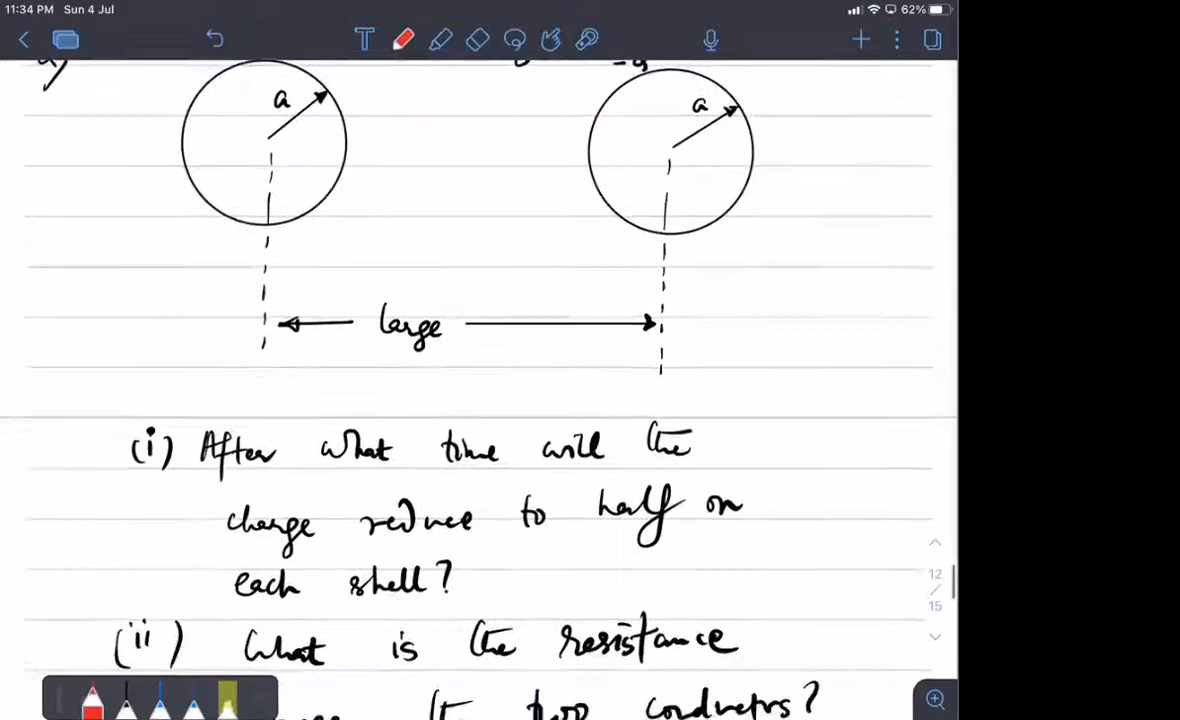 11:34 PM Sun 4 Jul
62%
a)
-q
a
a
large
(i) After what time will the
charge reduce to half on
each shell?
12
/
15
(ii) What is the resistance
two conductors?